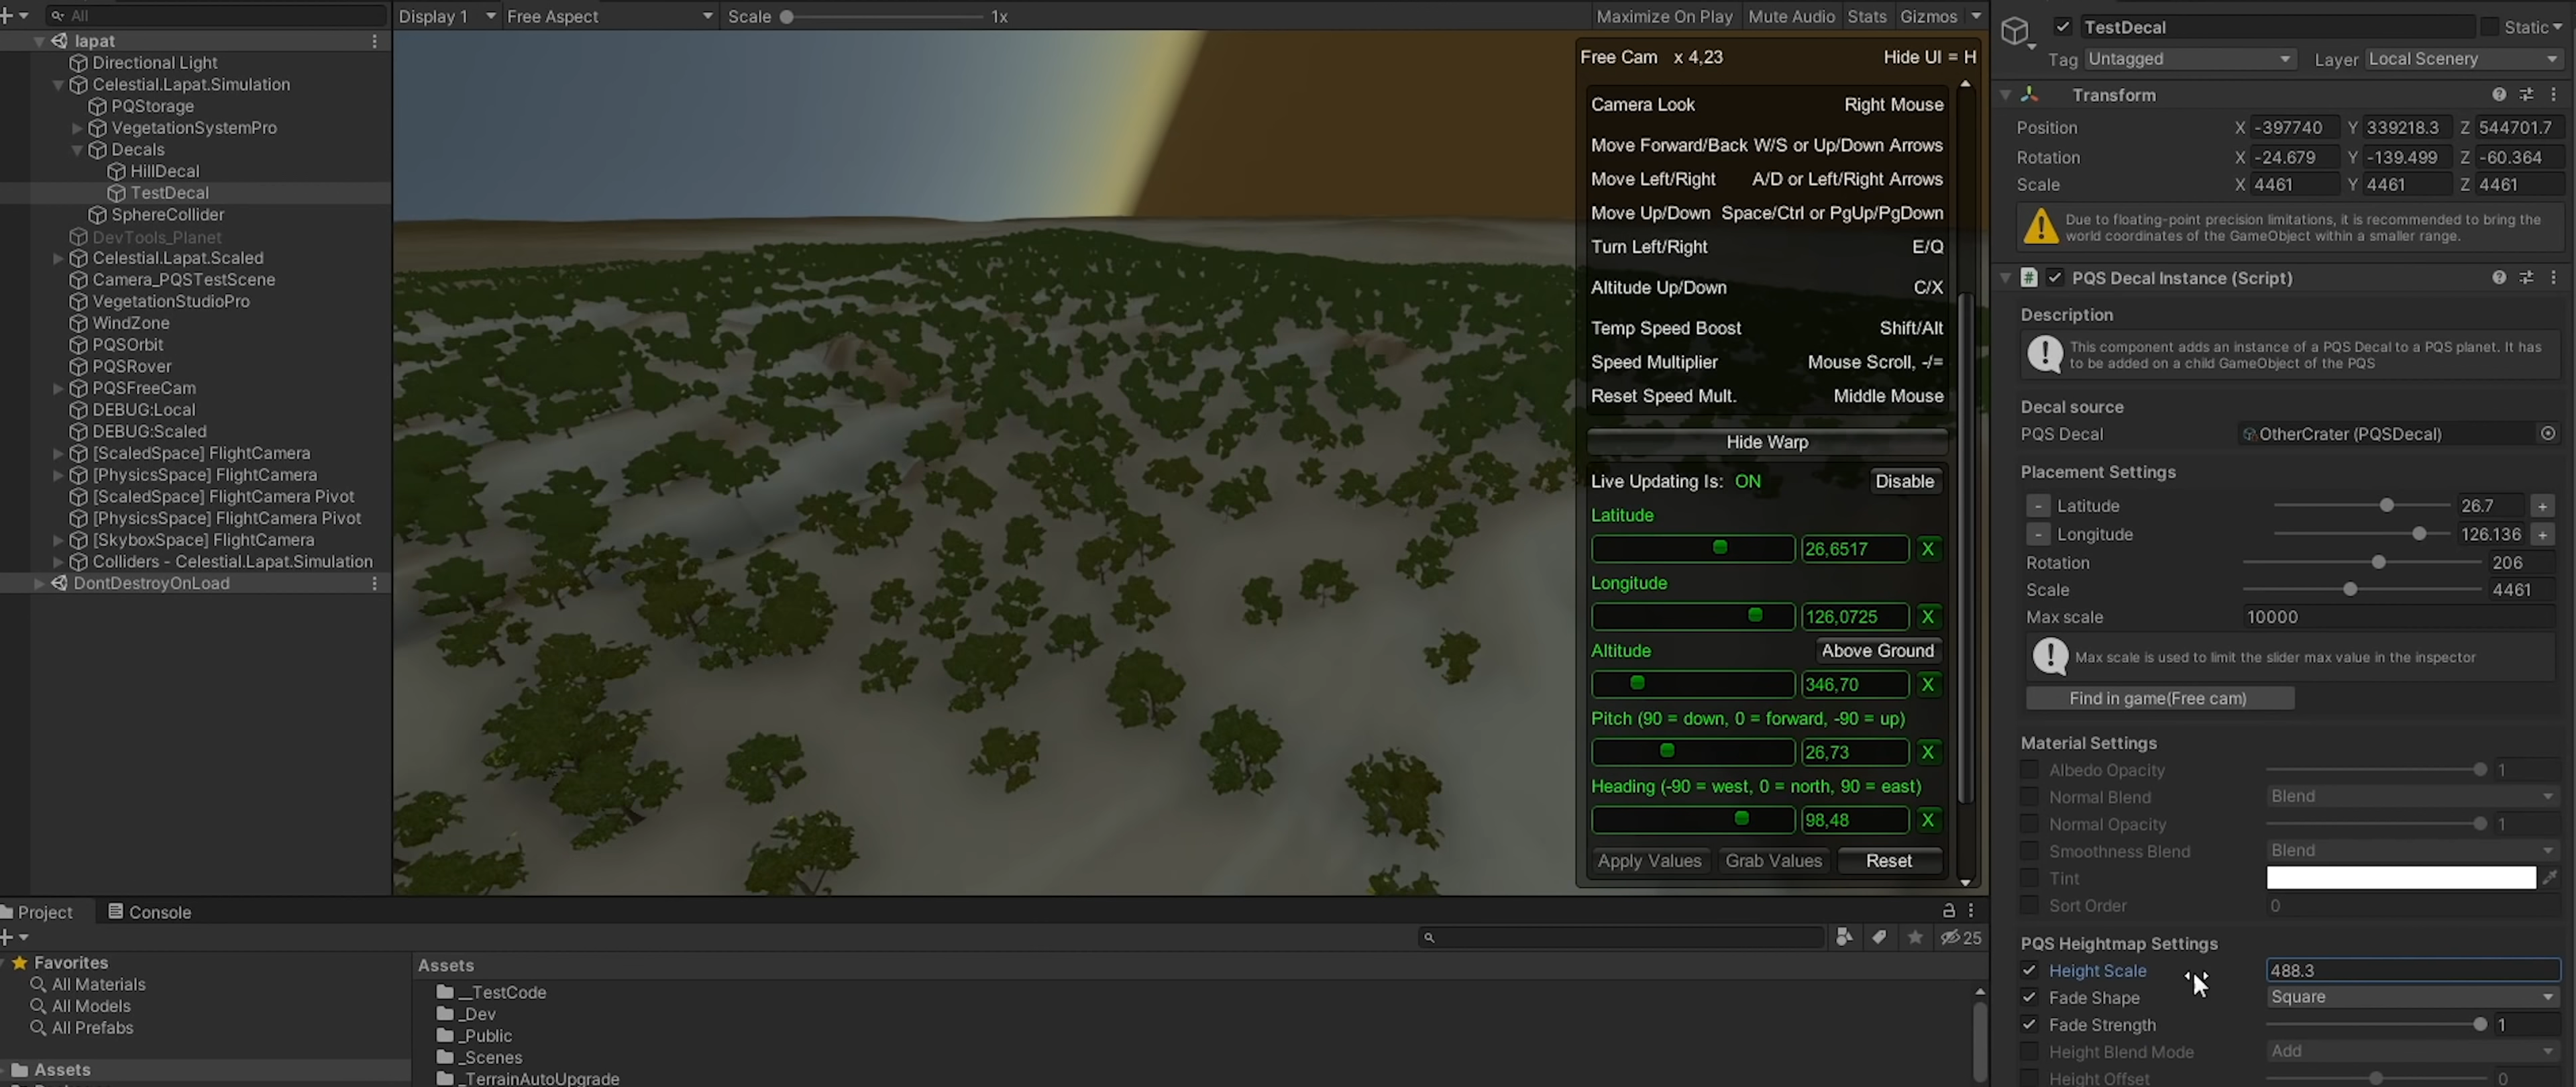 All
lapat
Directional Light
Celestial.Lapat.Simulation
PQStorage
VegetationSystemPro
Decals
HillDecal
TestDecal
SphereCollider
DevTools_Planet
Celestial.Lapat.Scaled
Camera_PQSTestScene
VegetationStudioPro
WindZone
PQSOrbit
PQSRover
PQSFreeCam
DEBUG:Local
DEBUG:Scaled
[ScaledSpace] FlightCamera
[PhysicsSpace] FlightCamera
[ScaledSpace] FlightCamera Pivot
[PhysicsSpace] FlightCamera Pivot
[SkyboxSpace] FlightCamera
Colliders - Celestial.Lapat.Simulation
DontDestroyOnLoad
Display 1 Free Aspect Scale 1x Maximize On Play Mute Audio Stats Gizmos
Free Cam x 4,23 Hide UI = H
Camera Look Right Mouse
Move Forward/Back W/S or Up/Down Arrows
Move Left/Right A/D or Left/Right Arrows
Move Up/Down Space/Ctrl or PgUp/PgDown
Turn Left/Right E/Q
Altitude Up/Down C/X
Temp Speed Boost Shift/Alt
Speed Multiplier Mouse Scroll, -/=
Reset Speed Mult. Middle Mouse
Hide Warp
Live Updating Is: ON Disable
Latitude
26,6517 X
Longitude
126,0725 X
Altitude Above Ground
346,70 X
Pitch (90 = down, 0 = forward, -90 = up)
26,73 X
Heading (-90 = west, 0 = north, 90 = east)
98,48 X
Apply Values Grab Values Reset
TestDecal Static
Tag Untagged Layer Local Scenery
Transform
Position X -397740 Y 339218.3 Z 544701.7
Rotation X -24.679 Y -139.499 Z -60.364
Scale X 4461 Y 4461 Z 4461
Due to floating-point precision limitations, it is recommended to bring the
world coordinates of the GameObject within a smaller range.
# PQS Decal Instance (Script)
Description
This component adds an instance of a PQS Decal to a PQS planet. It has
to be added on a child GameObject of the PQS
Decal source
PQS Decal OtherCrater (PQSDecal)
Placement Settings
- Latitude 26.7 +
- Longitude 126.136 +
Rotation 206
Scale 4461
Max scale 10000
Max scale is used to limit the slider max value in the inspector
Find in game(Free cam)
Material Settings
Albedo Opacity 1
Normal Blend Blend
Normal Opacity 1
Smoothness Blend Blend
Tint
Sort Order 0
PQS Heightmap Settings
Height Scale 488.3
Fade Shape Square
Fade Strength 1
Height Blend Mode Add
Height Offset 0
Project Console
25
Favorites
All Materials
All Models
All Prefabs
Assets
Assets
__TestCode
_Dev
_Public
_Scenes
_TerrainAutoUpgrade